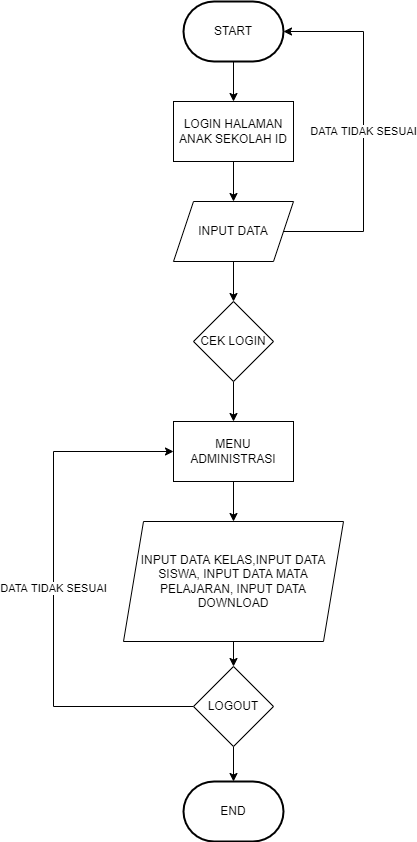 START
LOGIN HALAMAN
ANAK SEKOLAH ID
DATA TIDAK SESUAI
INPUT DATA
CEK LOGIN
MENU
ADMINISTRASI
INPUT DATA KELAS,INPUT DATA
SISWA, INPUT DATA MATA
PELAJARAN, INPUT DATA
DOWNLOAD
DATA TIDAK SESUAI
LOGOUT
END